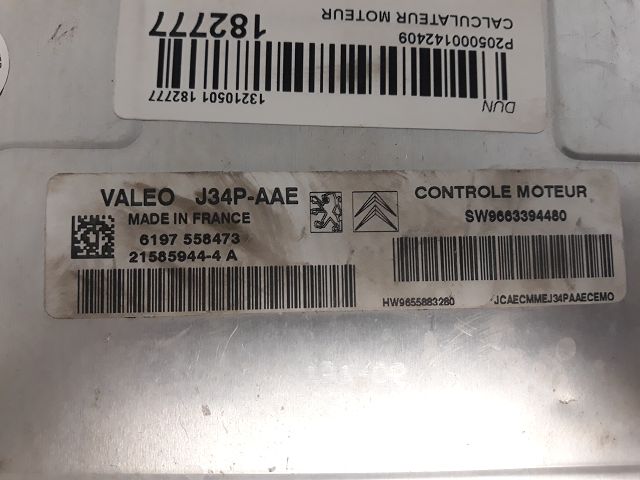 DUN
P205000142409
CALCULATEUR MOTEUR
13210501 182777
182777
VALEO J34P-AAE
MADE IN FRANCE
6197 558473
21585944-4 A
CONTROLE MOTEUR
SW9663394480
HW9655883280
JCAECMMEJ34PAAECEMO